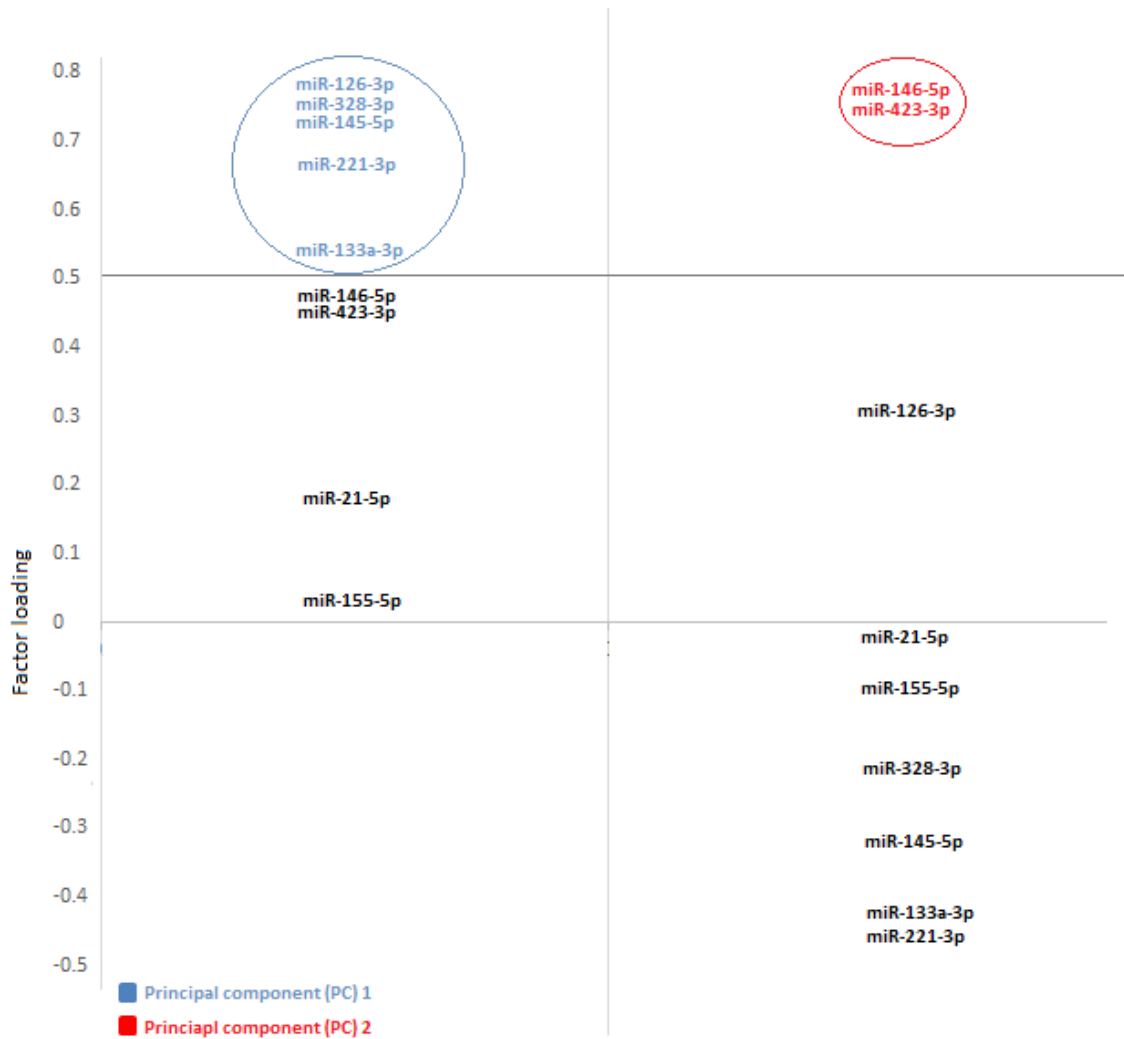 0.8
0.7
0.6
0.5
0.4
0.3
0.2
0.1
0
-0.1
-0.2
-0.3
-0.4
-0.5
Factor loading
miR-126-3p
miR-328-3p
miR-145-5p
miR-221-3p
miR-133a-3p
miR-146-5p
miR-423-3p
miR-21-5p
miR-155-5p
miR-146-5p
miR-423-3p
miR-126-3p
miR-21-5p
miR-155-5p
miR-328-3p
miR-145-5p
miR-133a-3p
miR-221-3p
Principal component (PC) 1
Princiapl component (PC) 2